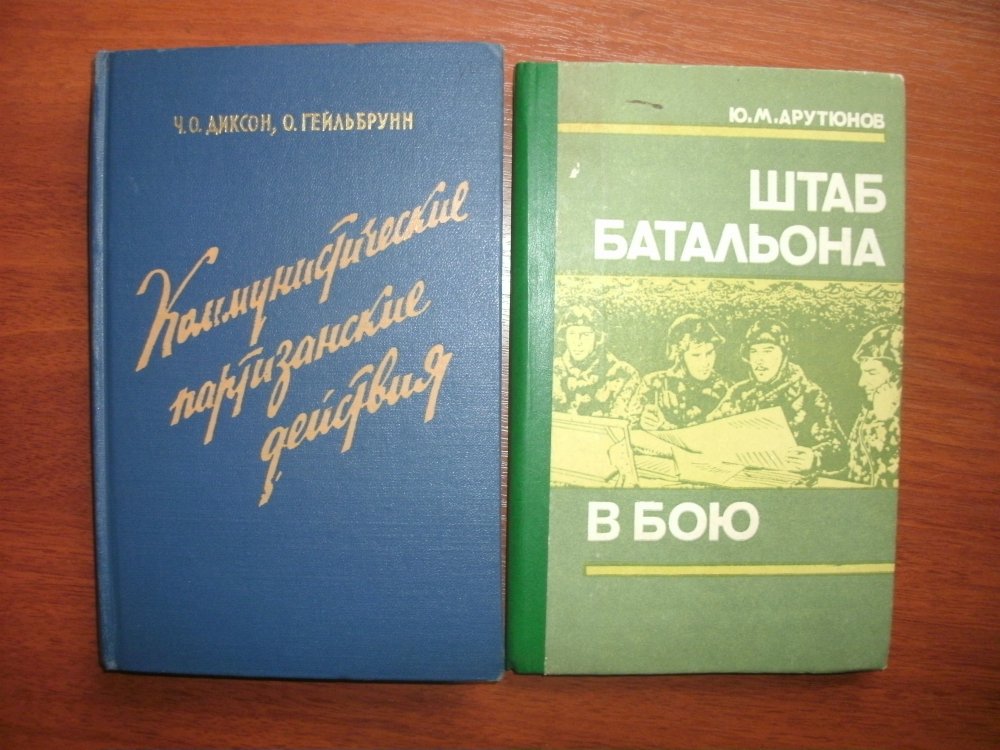 Ч.О. ДИКСОН, О. ГЕЙЛЬБРУНН
Коммунистические
партизанские
действия
Ю.М.АРУТЮНОВ
ШТАБ
БАТАЛЬОНА
В БОЮ